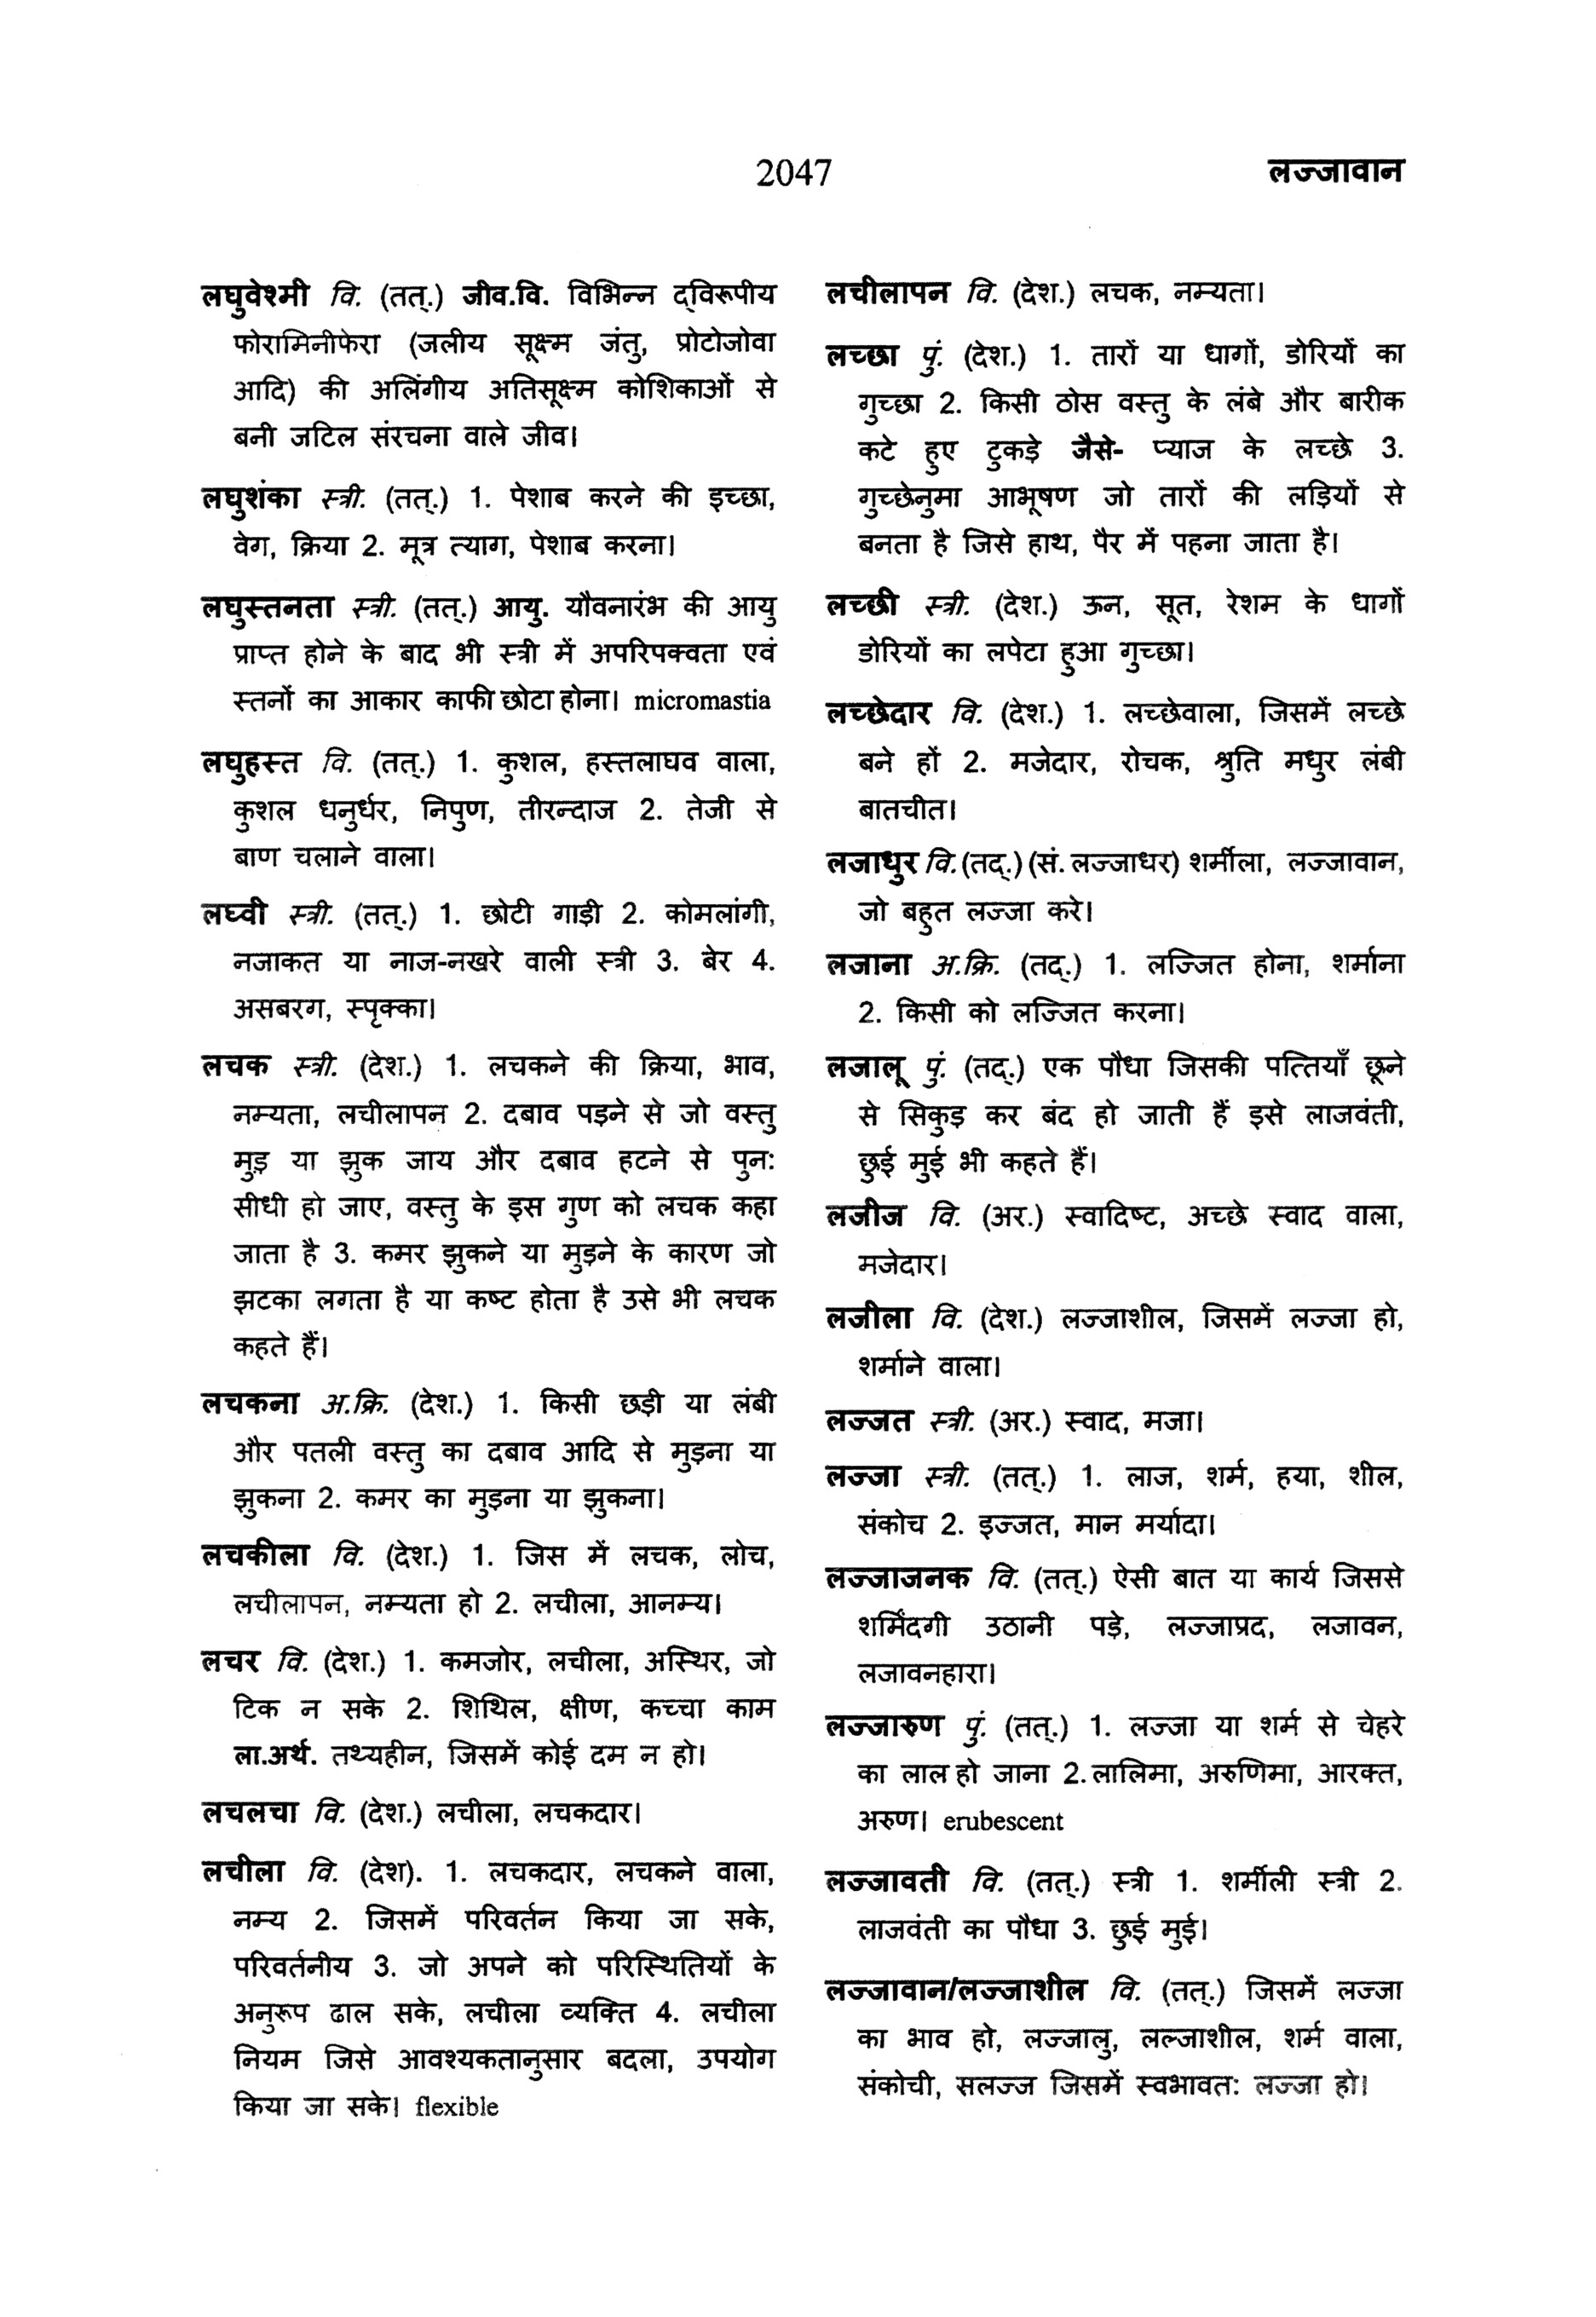 2047
लज्जावान
लघुवेश्मी वि. (तत्.) जीव.वि. विभिन्न द्विरूपीय
फोरामिनीफेरा (जलीय सूक्ष्म जंतु, प्रोटोजोवा
आदि) की अलिंगीय अतिसूक्ष्म कोशिकाओं से
बनी जटिल संरचना वाले जीव।
लघुशंका स्त्री. (तत्.) 1. पेशाब करने की इच्छा,
वेग, क्रिया 2. मूत्र त्याग, पेशाब करना।
लघुस्तनता स्त्री. (तत्.) आयु. यौवनारंभ की आयु
प्राप्त होने के बाद भी स्त्री में अपरिपक्वता एवं
स्तनों का आकार काफी छोटा होना। micromastia
लघुहस्त वि. (तत्.) 1. कुशल, हस्तलाघव वाला,
कुशल धनुर्धर, निपुण, तीरन्दाज 2. तेजी से
बाण चलाने वाला।
लघ्वी स्त्री. (तत्.) 1. छोटी गाड़ी 2. कोमलांगी,
नजाकत या नाज-नखरे वाली स्त्री 3. बेर 4.
असबरग, स्पृक्का।
लचक स्त्री. (देश.) 1. लचकने की क्रिया, भाव,
नम्यता, लचीलापन 2. दबाव पड़ने से जो वस्तु
मुड़ या झुक जाय और दबाव हटने से पुन:
सीधी हो जाए, वस्तु के इस गुण को लचक कहा
जाता है 3. कमर झुकने या मुड़ने के कारण जो
झटका लगता है या कष्ट होता है उसे भी लचक
कहते हैं।
लचकना अ.क्रि. (देश.) 1. किसी छड़ी या लंबी
और पतली वस्तु का दबाव आदि से मुड़ना या
झुकना 2. कमर का मुड़ना या झुकना।
लचकीला वि. (देश.) 1. जिस में लचक, लोच,
लचीलापन, नम्यता हो 2. लचीला, आनम्य।
लचर वि. (देश.) 1. कमजोर, लचीला, अस्थिर, जो
टिक न सके 2. शिथिल, क्षीण, कच्चा काम
ला.अर्थ. तथ्यहीन, जिसमें कोई दम न हो।
लचलचा वि. (देश.) लचीला, लचकदार।
लचीला वि. (देश). 1. लचकदार, लचकने वाला,
नम्य 2. जिसमें परिवर्तन किया जा सके,
परिवर्तनीय 3. जो अपने को परिस्थितियों के
अनुरूप ढाल सके, लचीला व्यक्ति 4. लचीला
नियम जिसे आवश्यकतानुसार बदला, उपयोग
किया जा सके। flexible
लचीलापन वि. (देश.) लचक, नम्यता।
लच्छा पुं. (देश.) 1. तारों या धागों, डोरियों का
गुच्छा 2. किसी ठोस वस्तु के लंबे और बारीक
कटे हुए टुकड़े जैसे- प्याज के लच्छे 3.
गुच्छेनुमा आभूषण जो तारों की लड़ियों से
बनता है जिसे हाथ, पैर में पहना जाता है।
लच्छी स्त्री. (देश.) ऊन, सूत, रेशम के धागों
डोरियों का लपेटा हुआ गुच्छा।
लच्छेदार वि. (देश.) 1. लच्छेवाला, जिसमें लच्छे
बने हों 2. मजेदार, रोचक, श्रुति मधुर लंबी
बातचीत।
लजाधुर वि. (तद्.) (सं. लज्जाधर) शर्मीला, लज्जावान,
जो बहुत लज्जा करे।
लजाना अ.क्रि. (तद्.) 1. लज्जित होना, शर्माना
2. किसी को लज्जित करना।
लजालू पुं. (तद्.) एक पौधा जिसकी पत्तियाँ छूने
से सिकुड़ कर बंद हो जाती हैं इसे लाजवंती,
छुई मुई भी कहते हैं।
लजीज वि. (अर.) स्वादिष्ट, अच्छे स्वाद वाला,
मजेदार।
लजीला वि. (देश.) लज्जाशील, जिसमें लज्जा हो,
शर्माने वाला।
लज्जत स्त्री. (अर.) स्वाद, मजा।
लज्जा स्त्री. (तत्.) 1. लाज, शर्म, हया, शील,
संकोच 2. इज्जत, मान मर्यादा।
लज्जाजनक वि. (तत्.) ऐसी बात या कार्य जिससे
शर्मिंदगी उठानी पड़े, लज्जाप्रद, लजावन,
लजावनहारा।
लज्जारुण पुं. (तत्.) 1. लज्जा या शर्म से चेहरे
का लाल हो जाना 2. लालिमा, अरुणिमा, आरक्त,
अरुण। erubescent
लज्जावती वि. (तत्.) स्त्री 1. शर्मीली स्त्री 2.
लाजवंती का पौधा 3. छुई मुई।
लज्जावान/लज्जाशील वि. (तत्.) जिसमें लज्जा
का भाव हो, लज्जालु, लल्जाशील, शर्म वाला,
संकोची, सलज्ज जिसमें स्वभावत: लज्जा हो।